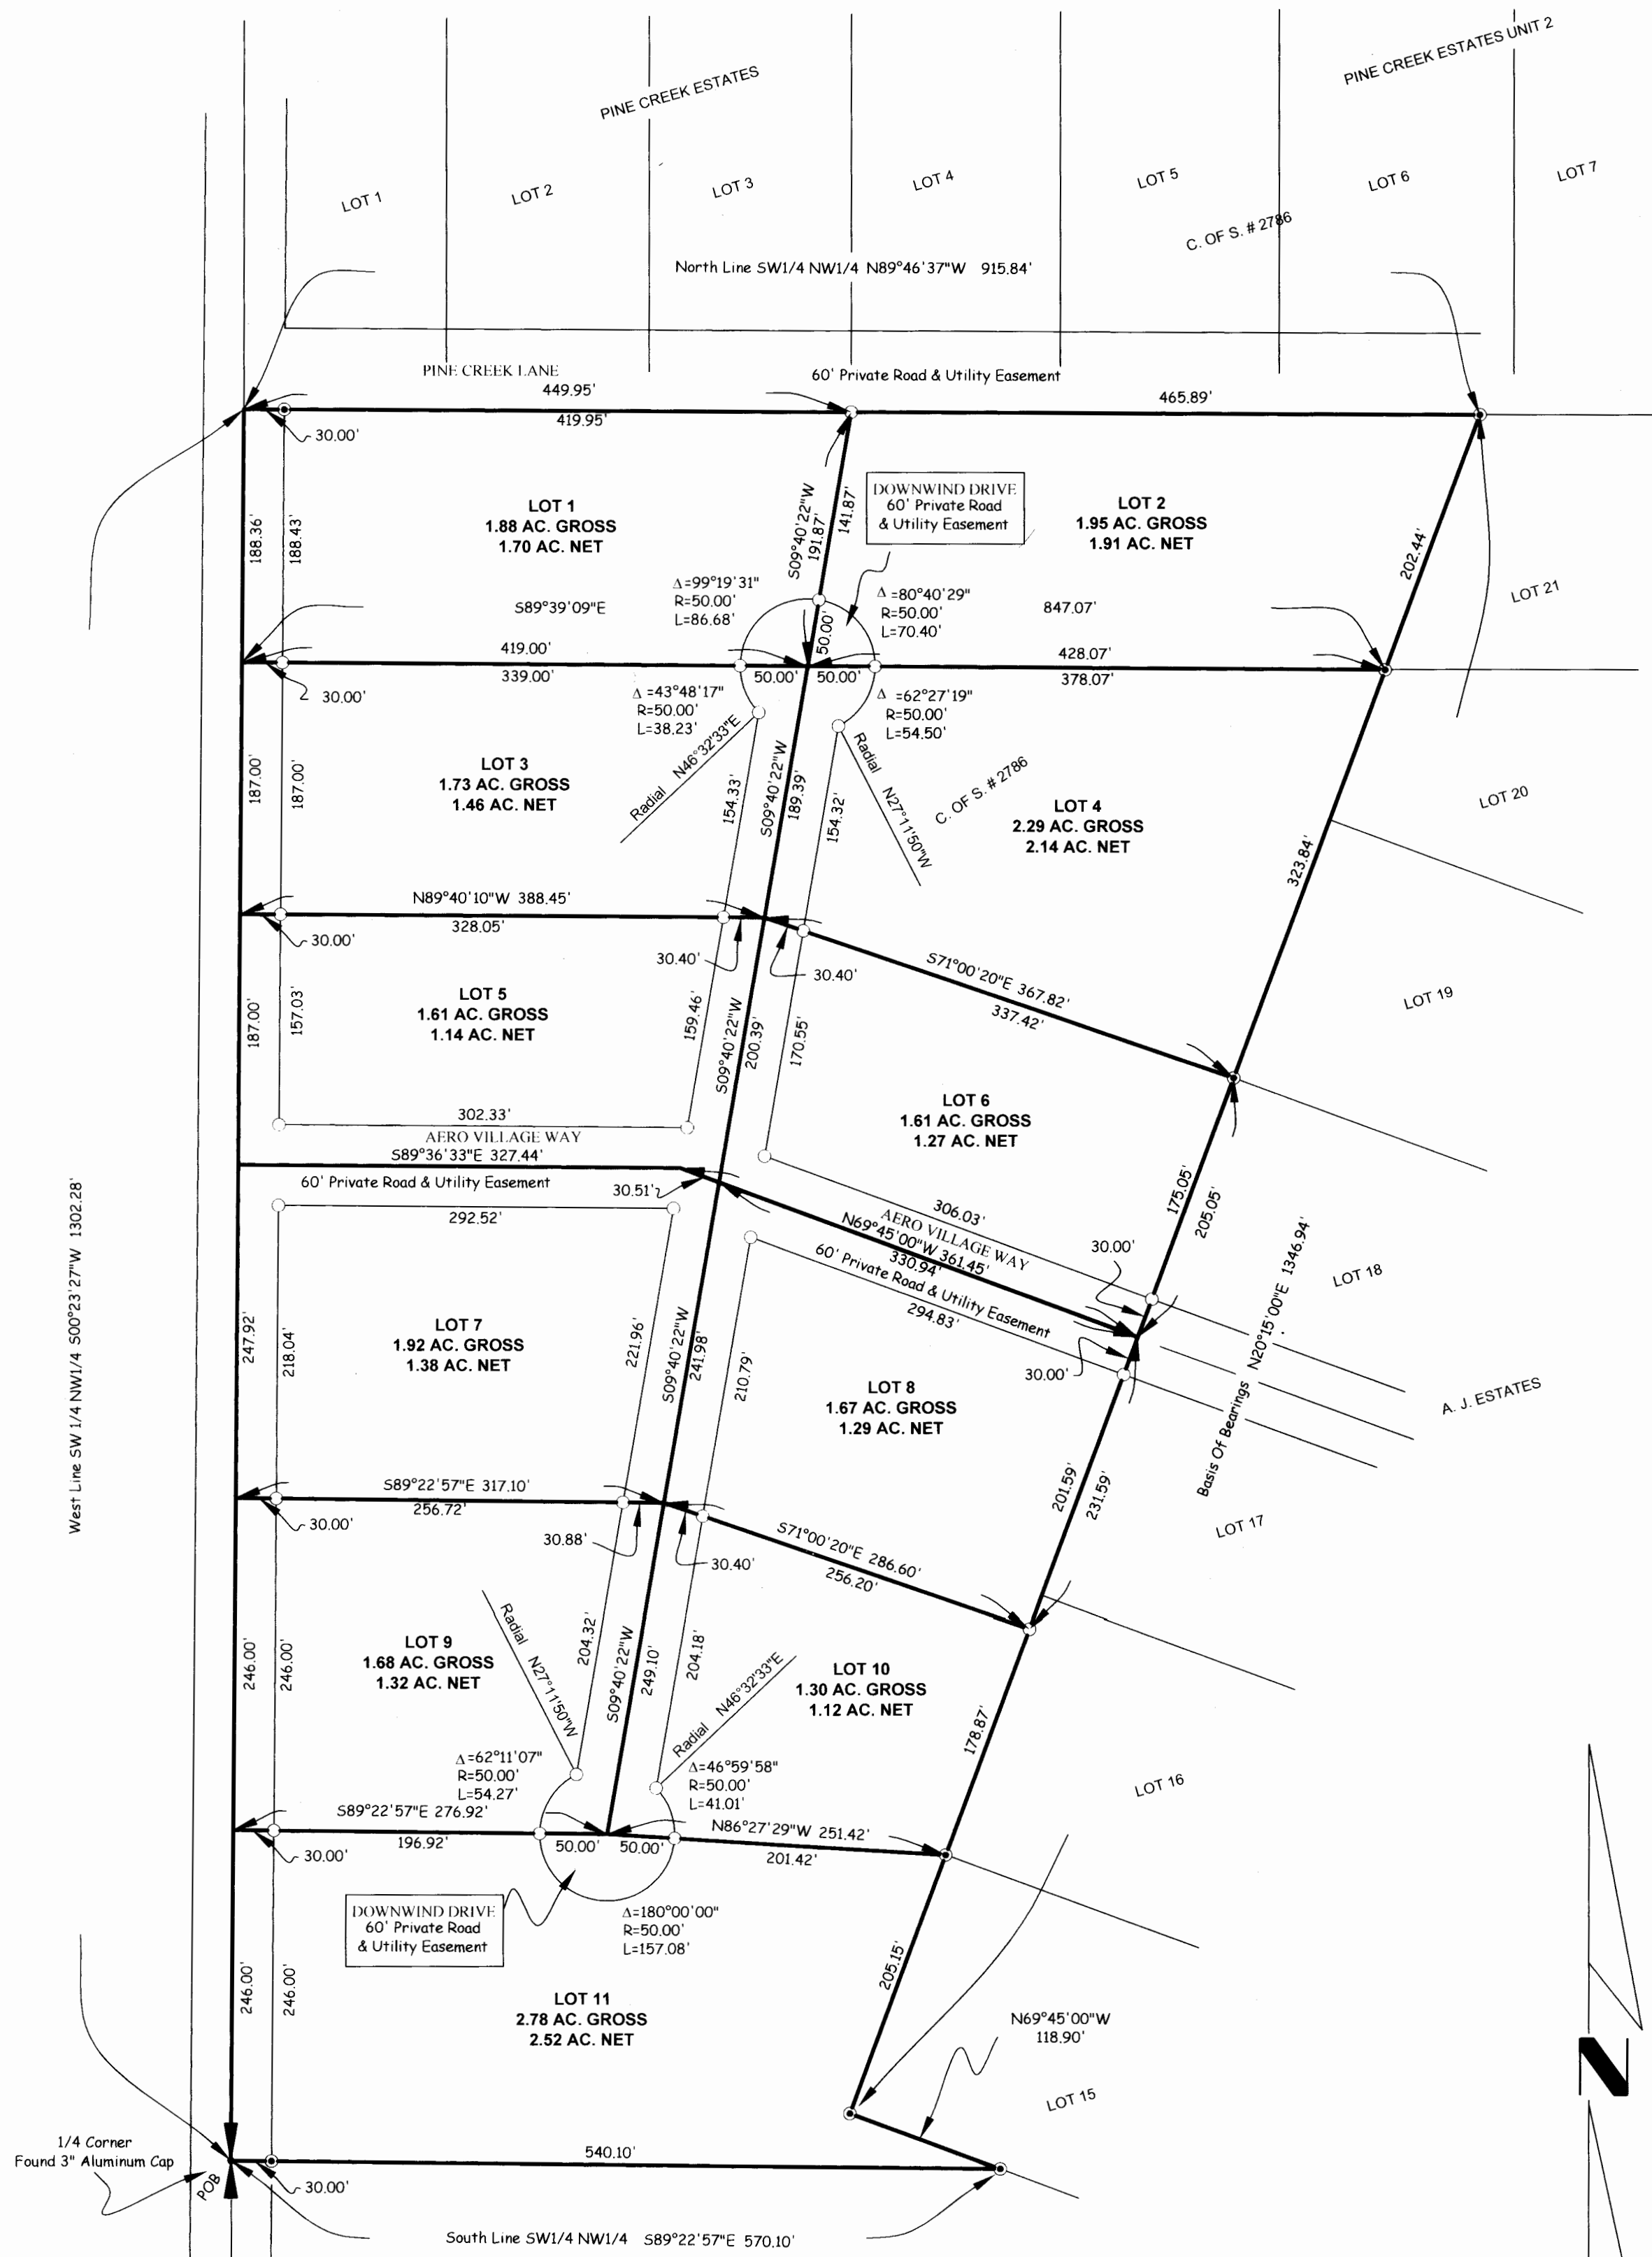 PINE CREEK ESTATES UNIT 2
PINE CREEK ESTATES
LOT 1
LOT 2
LOT 3
LOT 4
LOT 5
LOT 6
LOT 7
C. OF S. # 2786
North Line SW1/4 NW1/4 N89°46'37"W 915.84'
PINE CREEK LANE
60' Private Road & Utility Easement
449.95'
465.89'
419.95'
30.00'
LOT 1
1.88 AC. GROSS
1.70 AC. NET
188.36'
188.43'
S09°40'22"W
191.87'
141.87'
DOWNWIND DRIVE
60' Private Road
& Utility Easement
LOT 2
1.95 AC. GROSS
1.91 AC. NET
202.44'
LOT 21
Δ=99°19'31"
R=50.00'
L=86.68'
Δ =80°40'29"
R=50.00'
L=70.40'
S89°39'09"E
847.07'
50.00'
419.00'
428.07'
339.00'
50.00'
50.00'
378.07'
30.00'
Δ =43°48'17"
R=50.00'
L=38.23'
Δ =62°27'19"
R=50.00'
L=54.50'
Radial N46°32'33"E
Radial N27°11'50"W
C. OF S. # 2786
LOT 3
1.73 AC. GROSS
1.46 AC. NET
187.00'
187.00'
154.33'
S09°40'22"W
189.39'
154.32'
LOT 4
2.29 AC. GROSS
2.14 AC. NET
323.84'
LOT 20
N89°40'10"W 388.45'
328.05'
30.00'
30.40'
30.40'
S71°00'20"E 367.82'
337.42'
LOT 19
LOT 5
1.61 AC. GROSS
1.14 AC. NET
187.00'
157.03'
159.46'
S09°40'22"W
200.39'
170.55'
LOT 6
1.61 AC. GROSS
1.27 AC. NET
302.33'
AERO VILLAGE WAY
S89°36'33"E 327.44'
60' Private Road & Utility Easement
30.51'
292.52'
306.03'
AERO VILLAGE WAY
N69°45'00"W 361.45'
330.94'
60' Private Road & Utility Easement
294.83'
175.05'
205.05'
30.00'
30.00'
Basis Of Bearings N20°15'00"E 1346.94'
LOT 18
A. J. ESTATES
West Line SW 1/4 NW1/4 S00°23'27"W 1302.28'
LOT 7
1.92 AC. GROSS
1.38 AC. NET
247.92'
218.04'
221.96'
S09°40'22"W
241.98'
210.79'
LOT 8
1.67 AC. GROSS
1.29 AC. NET
201.59'
231.59'
LOT 17
S89°22'57"E 317.10'
256.72'
30.00'
30.88'
30.40'
S71°00'20"E 286.60'
256.20'
LOT 9
1.68 AC. GROSS
1.32 AC. NET
246.00'
246.00'
Radial N27°11'50"W
204.32'
S09°40'22"W
249.10'
204.18'
Radial N46°32'33"E
LOT 10
1.30 AC. GROSS
1.12 AC. NET
178.87'
LOT 16
Δ=62°11'07"
R=50.00'
L=54.27'
Δ=46°59'58"
R=50.00'
L=41.01'
S89°22'57"E 276.92'
196.92'
30.00'
50.00'
50.00'
N86°27'29"W 251.42'
201.42'
DOWNWIND DRIVE
60' Private Road
& Utility Easement
Δ=180°00'00"
R=50.00'
L=157.08'
246.00'
246.00'
LOT 11
2.78 AC. GROSS
2.52 AC. NET
205.15'
N69°45'00"W
118.90'
LOT 15
N
1/4 Corner
Found 3" Aluminum Cap
POB
540.10'
30.00'
South Line SW1/4 NW1/4 S89°22'57"E 570.10'